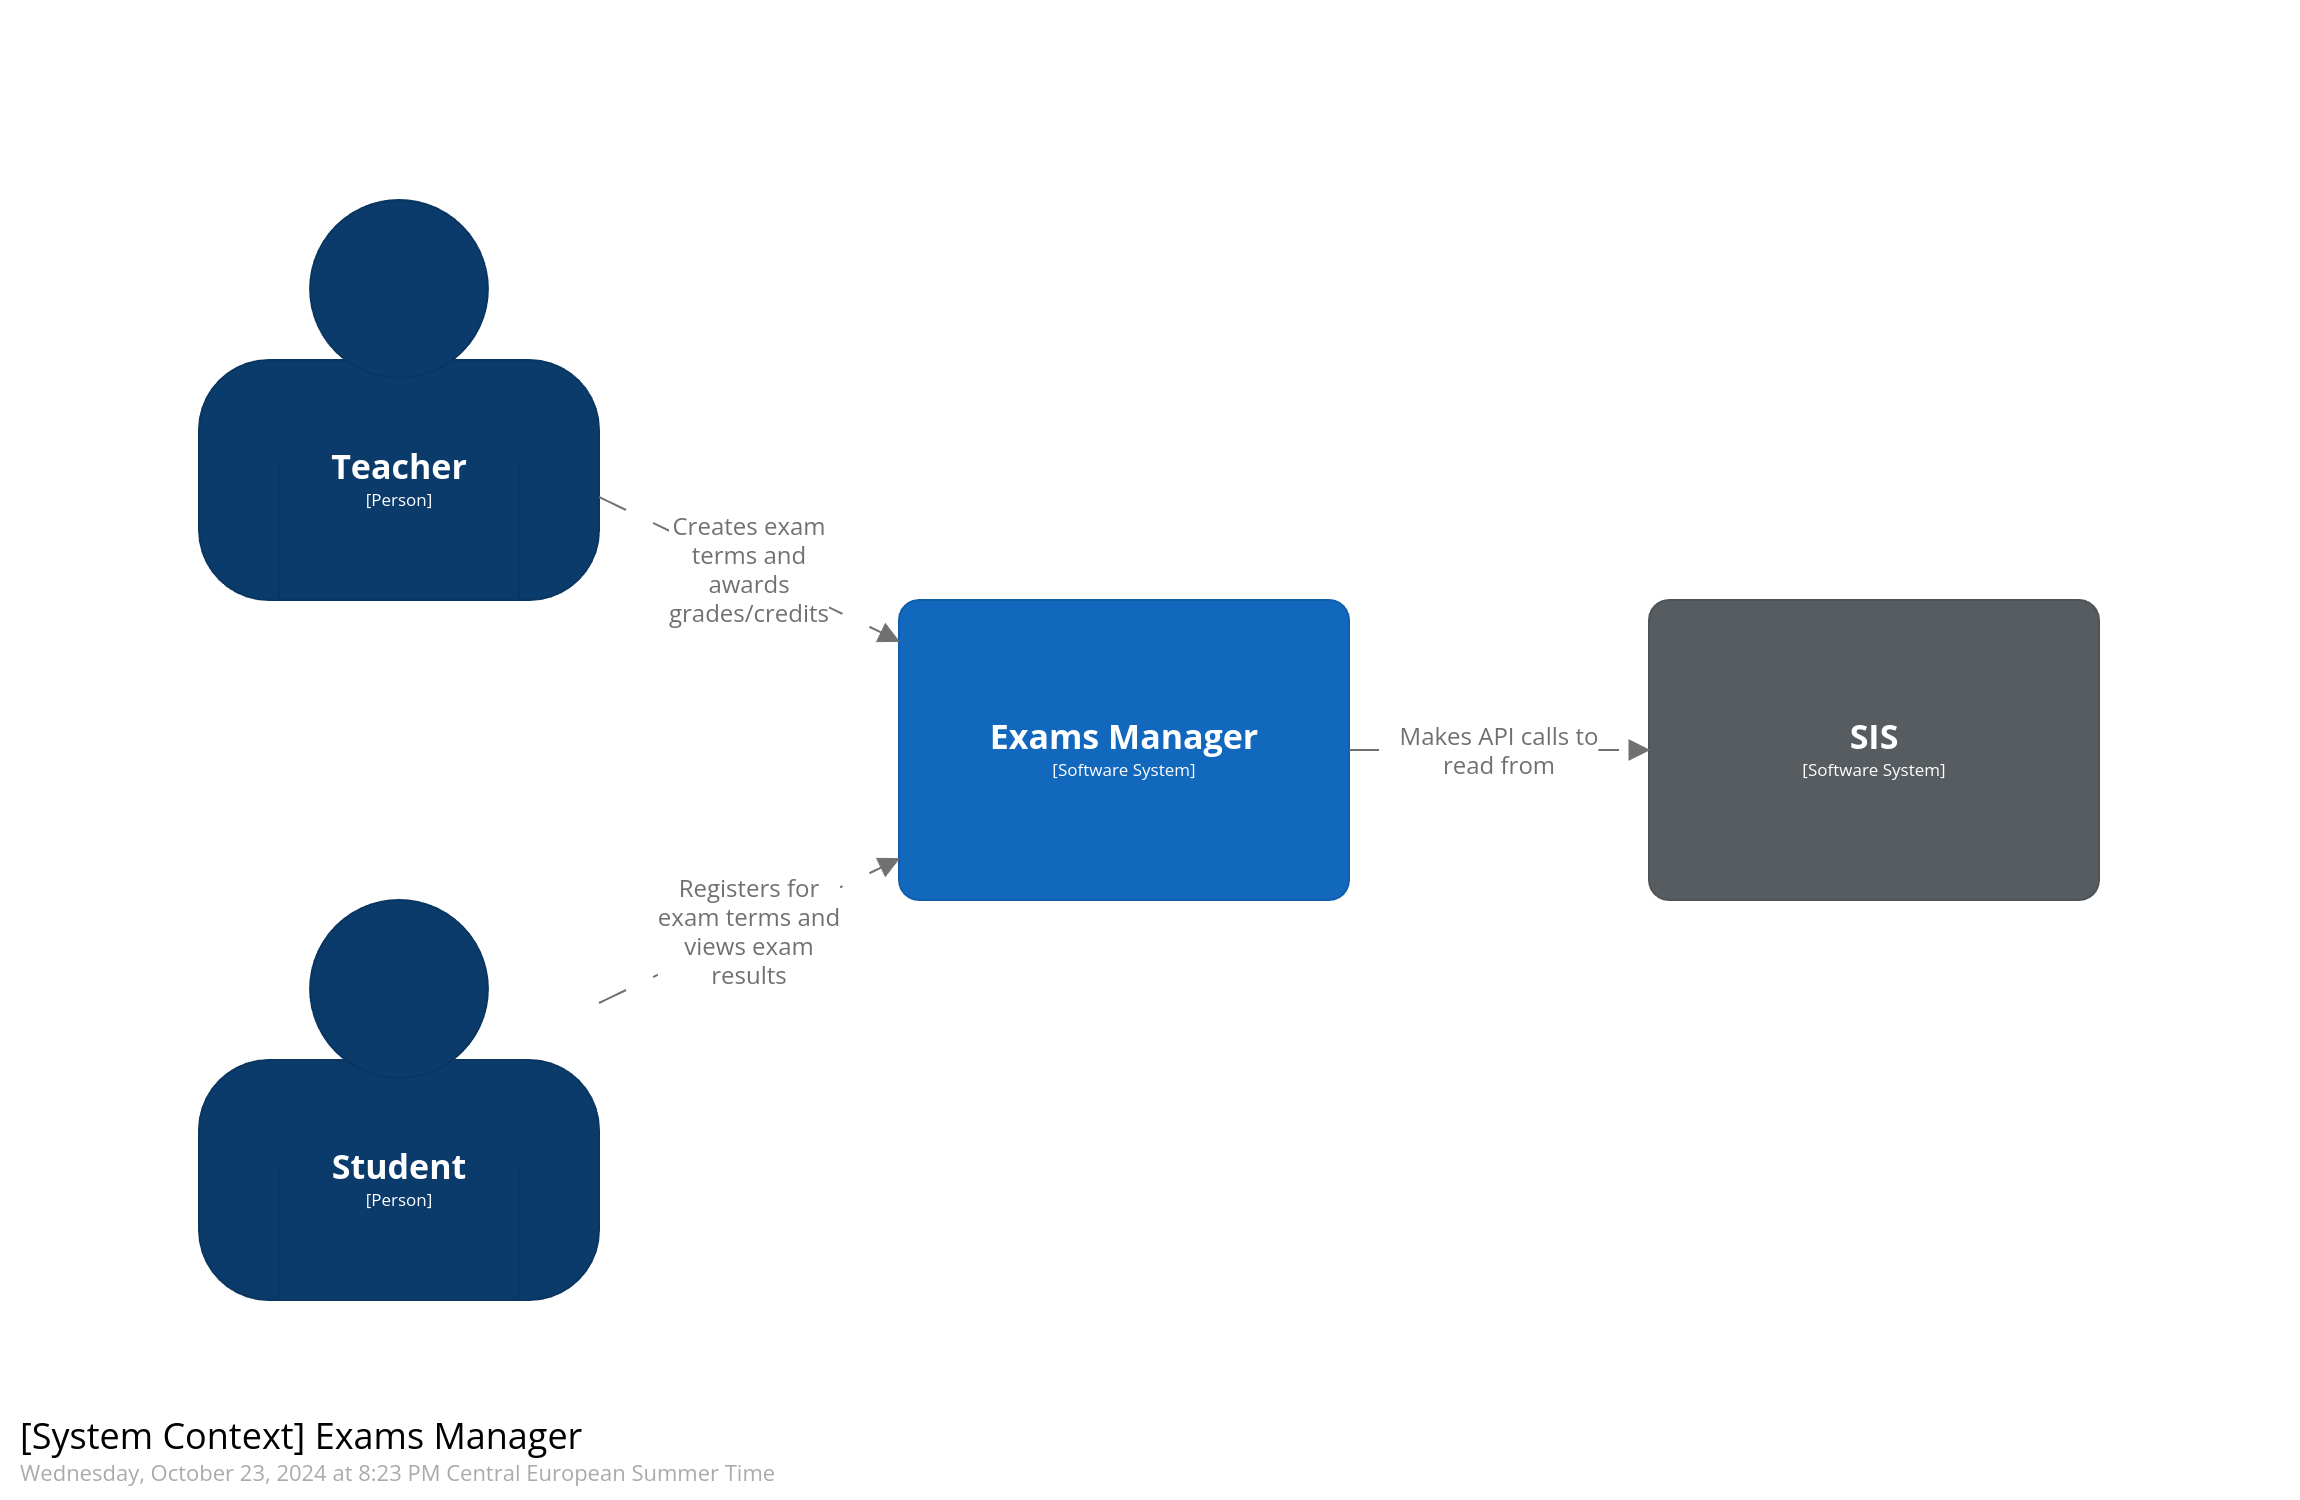 Teacher
[Person]
Creates exam
terms and
awards
grades/credits
Exams Manager
[Software System]
Makes API calls to
read from
SIS
[Software System]
Registers for
exam terms and
views exam
results
Student
[Person]
[System Context] Exams Manager
Wednesday, October 23, 2024 at 8:23 PM Central European Summer Time